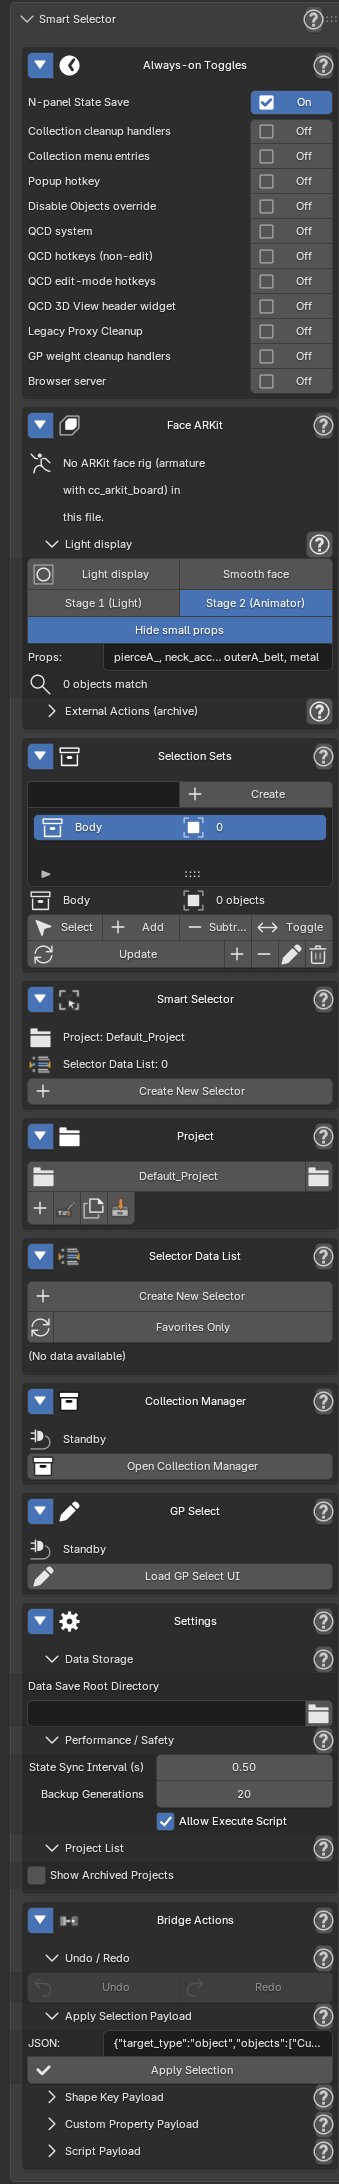 Smart Selector
Always-on Toggles
N-panel State Save On
Collection cleanup handlers Off
Collection menu entries Off
Popup hotkey Off
Disable Objects override Off
QCD system Off
QCD hotkeys (non-edit) Off
QCD edit-mode hotkeys Off
QCD 3D View header widget Off
Legacy Proxy Cleanup Off
GP weight cleanup handlers Off
Browser server Off
Face ARKit
No ARKit face rig (armature
with cc_arkit_board) in
this file.
Light display
Light display Smooth face
Stage 1 (Light) Stage 2 (Animator)
Hide small props
Props: pierceA_, neck_acc... outerA_belt, metal
0 objects match
External Actions (archive)
Selection Sets
Create
Body 0
Body 0 objects
Select Add Subtr... Toggle
Update
Smart Selector
Project: Default_Project
Selector Data List: 0
Create New Selector
Project
Default_Project
Selector Data List
Create New Selector
Favorites Only
(No data available)
Collection Manager
Standby
Open Collection Manager
GP Select
Standby
Load GP Select UI
Settings
Data Storage
Data Save Root Directory
Performance / Safety
State Sync Interval (s) 0.50
Backup Generations 20
Allow Execute Script
Project List
Show Archived Projects
Bridge Actions
Undo / Redo
Undo Redo
Apply Selection Payload
JSON: {"target_type":"object","objects":["Cu...
Apply Selection
Shape Key Payload
Custom Property Payload
Script Payload